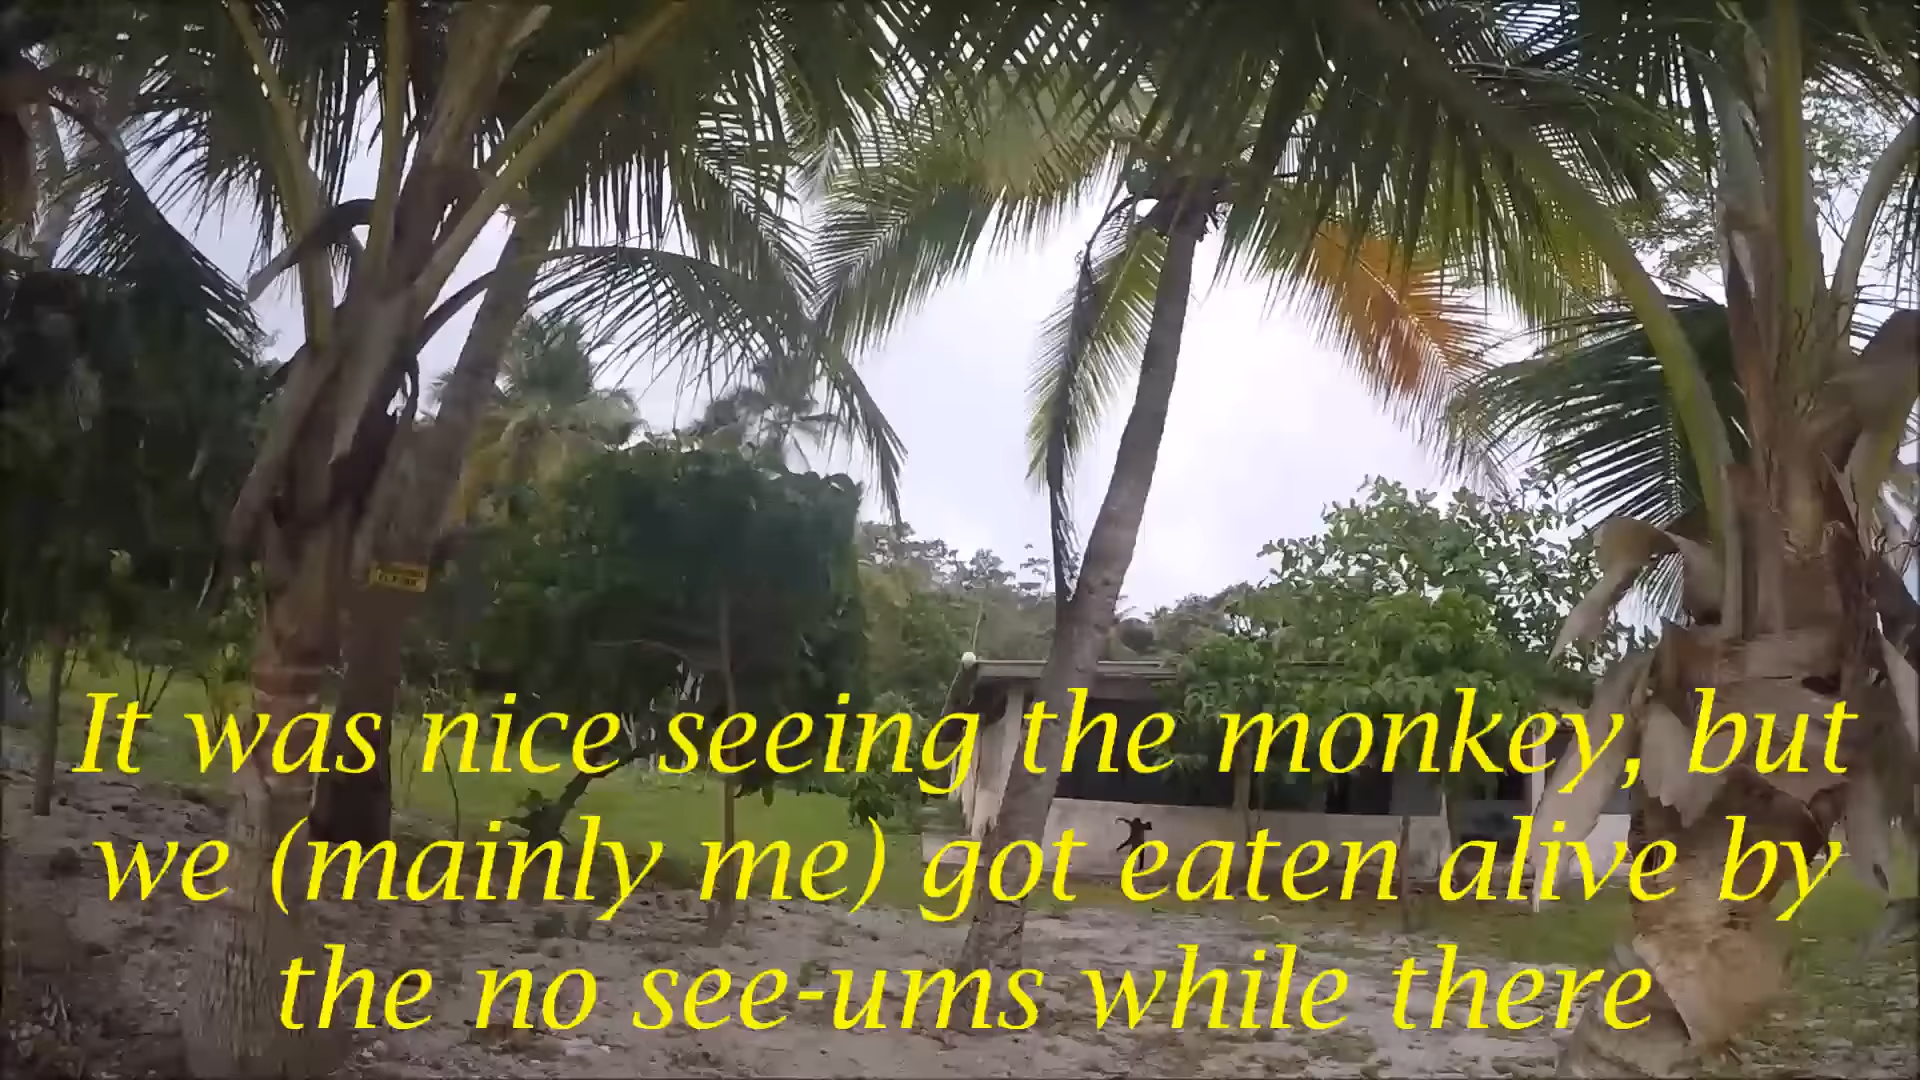 It was nice seeing the monkey, but
we (mainly me) got eaten alive by
the no see-ums while there